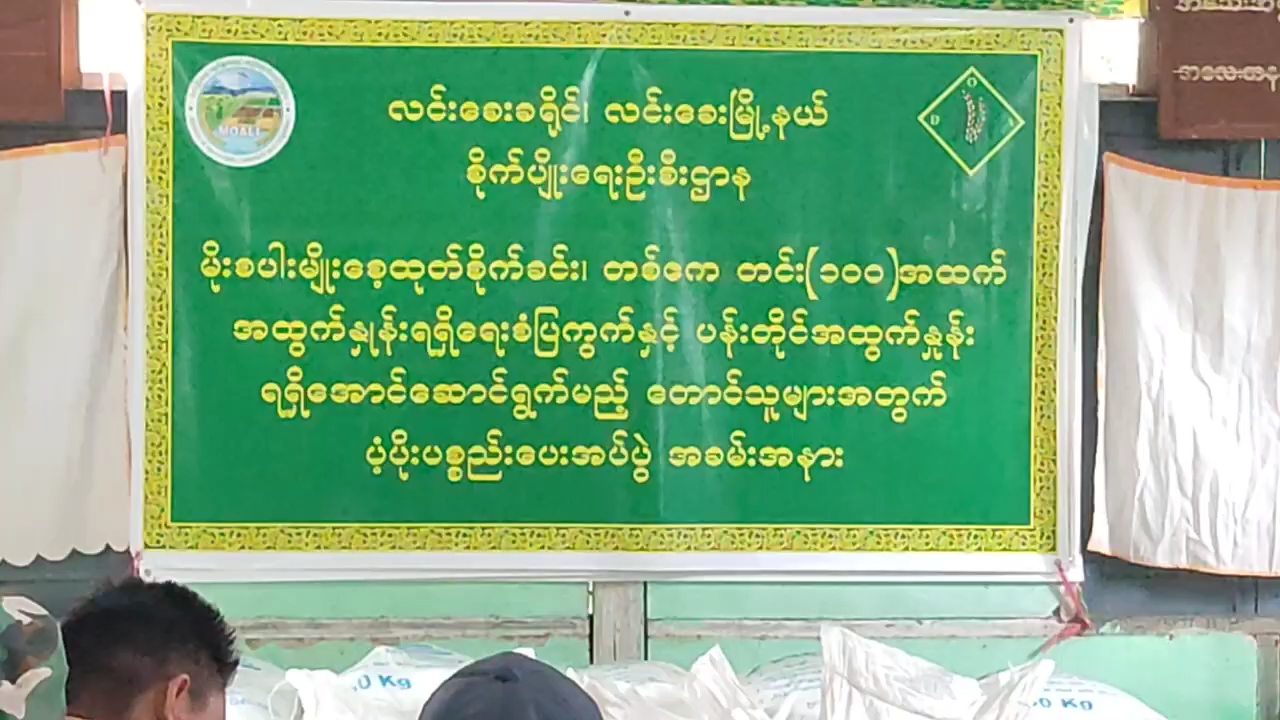 MOALI
D O A
လင်းခေးခရိုင်၊ လင်းခေးမြို့နယ်
စိုက်ပျိုးရေးဦးစီးဌာန
မိုးစပါးမျိုးစေ့ထုတ်စိုက်ခင်း၊ တစ်ဧက တင်း(၁၀၀)အထက်
အထွက်နှုန်းရရှိရေးစံပြကွက်နှင့် ပန်းတိုင်အထွက်နှုန်း
ရရှိအောင်ဆောင်ရွက်မည့် တောင်သူများအတွက်
ပံ့ပိုးပစ္စည်းပေးအပ်ပွဲ အခမ်းအနား
Kg
Kg